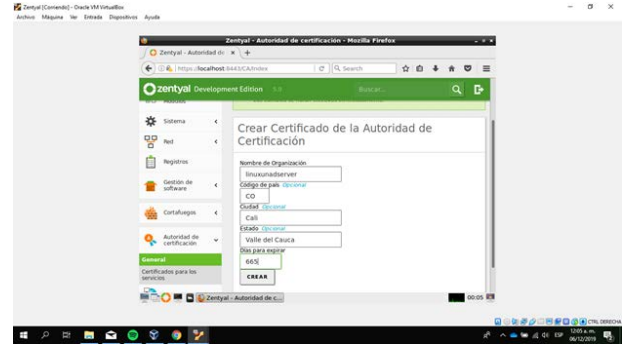 Zentyal [Corriendo] - Oracle VM VirtualBox
Archivo Máquina Ver Entrada Dispositivos Ayuda
Zentyal - Autoridad de certificación - Mozilla Firefox
Zentyal - Autoridad de
https://localhost:8443/CA/Index
Search
zentyal Development Edition 5.0
Buscar...
Módulos
Sistema
Red
Registros
Gestión de
software
Cortafuegos
Autoridad de
certificación
General
Certificados para los
servicios
Crear Certificado de la Autoridad de
Certificación
Nombre de Organización
linuxunadserver
Código de país Opcional
CO
Ciudad Opcional
Cali
Estado Opcional
Valle del Cauca
Días para expirar
665
CREAR
Zentyal - Autoridad de c...
00:05
CTRL DERECHA
ESP
12:05 a. m.
06/12/2019